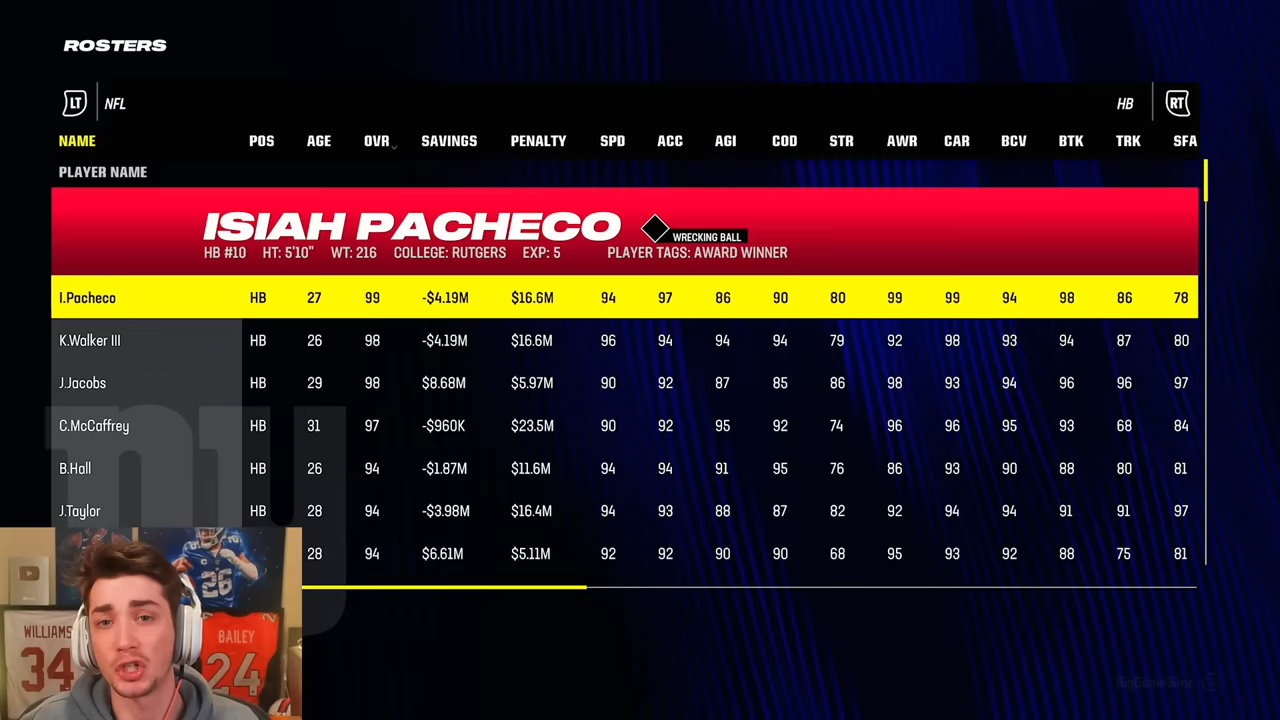 ROSTERS
LT NFL HB RT
NAME POS AGE OVR SAVINGS PENALTY SPD ACC AGI COD STR AWR CAR BCV BTK TRK SFA
PLAYER NAME
ISIAH PACHECO
WRECKING BALL
HB #10 HT: 5'10" WT: 216 COLLEGE: RUTGERS EXP: 5 PLAYER TAGS: AWARD WINNER
I.Pacheco HB 27 99 -$4.19M $16.6M 94 97 86 90 80 99 99 94 98 86 78
K.Walker III HB 26 98 -$4.19M $16.6M 96 94 94 94 79 92 98 93 94 87 80
J.Jacobs HB 29 98 $8.68M $5.97M 90 92 87 85 86 98 93 94 96 96 97
C.McCaffrey HB 31 97 -$960K $23.5M 90 92 95 92 74 96 96 95 93 68 84
B.Hall HB 26 94 -$1.87M $11.6M 94 94 91 95 76 86 93 90 88 80 81
J.Taylor HB 28 94 -$3.98M $16.4M 94 93 88 87 82 92 94 94 91 91 97
28 94 $6.61M $5.11M 92 92 90 90 68 95 93 92 88 75 81
ny
26
WILLIAMS
34
BAILEY
24